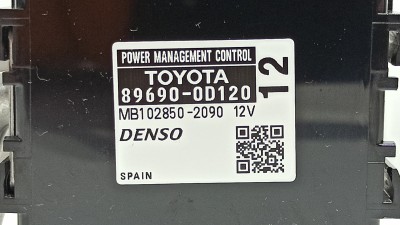 POWER MANAGEMENT CONTROL
TOYOTA
89690-0D120
12
MB102850-2090 12V
DENSO
SPAIN